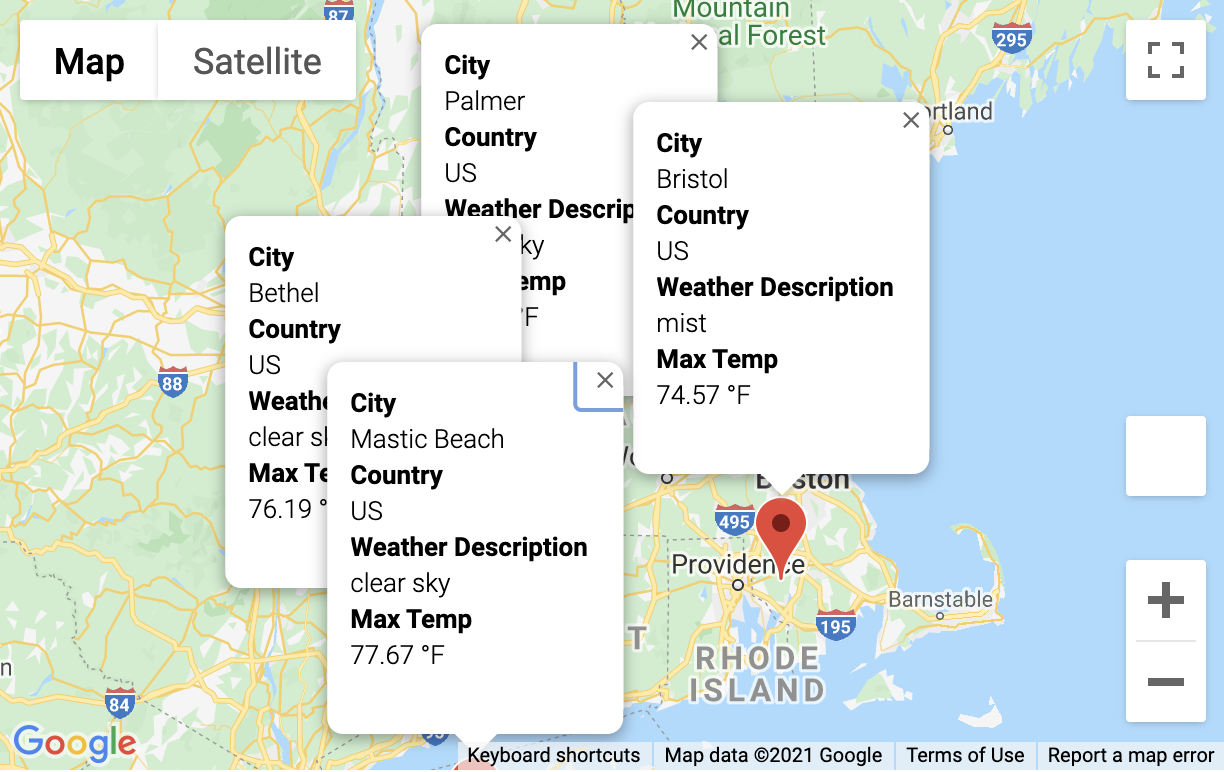 Map
Satellite
87
Mountain
al Forest
295
City
Palmer
Country
US
Weather Descrip
ky
emp
°F
City
Bristol
Country
US
Weather Description
mist
Max Temp
74.57 °F
City
Bethel
Country
US
Weathe
clear sk
Max Te
76.19 °
City
Mastic Beach
Country
US
Weather Description
clear sky
Max Temp
77.67 °F
rtland
88
Boston
495
Providence
Barnstable
195
T
RHODE
ISLAND
84
95
n
Google
Keyboard shortcuts
Map data ©2021 Google
Terms of Use
Report a map error